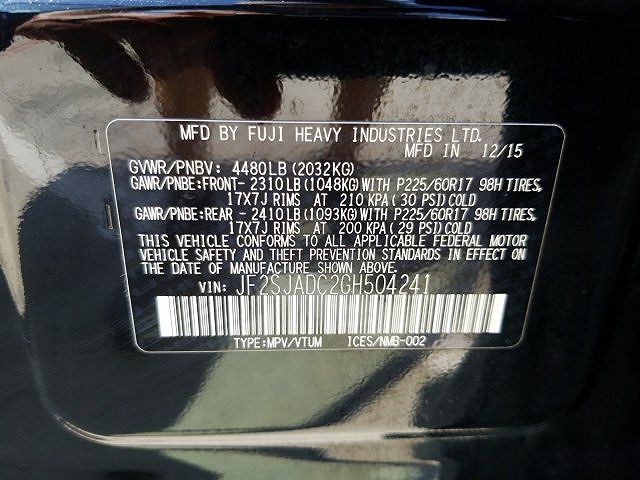 MFD BY FUJI HEAVY INDUSTRIES LTD.
MFD IN 12/15
GVWR/PNBV: 4480LB (2032KG)
GAWR/PNBE:FRONT- 2310 LB (1048KG) WITH P225/60R17 98H TIRES,
17X7J RIMS AT 210 KPA ( 30 PSI) COLD
GAWR/PNBE:REAR - 2410 LB (1093KG) WITH P225/60R17 98H TIRES,
17X7J RIMS AT 200 KPA ( 29 PSI) COLD
THIS VEHICLE CONFORMS TO ALL APPLICABLE FEDERAL MOTOR
VEHICLE SAFETY AND THEFT PREVENTION STANDARDS IN EFFECT ON
THE DATE OF MANUFACTURE SHOWN ABOVE.
VIN: JF2SJADC2GH504241
TYPE:MPV/VTUM ICES/NMB-002